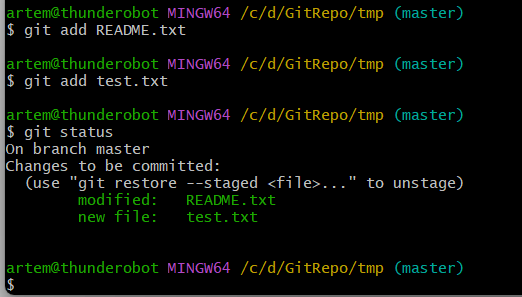 artem@thunderobot MINGW64 /c/d/GitRepo/tmp (master)
$ git add README.txt
artem@thunderobot MINGW64 /c/d/GitRepo/tmp (master)
$ git add test.txt
artem@thunderobot MINGW64 /c/d/GitRepo/tmp (master)
$ git status
On branch master
Changes to be committed:
  (use "git restore --staged <file>..." to unstage)
        modified:   README.txt
        new file:   test.txt
artem@thunderobot MINGW64 /c/d/GitRepo/tmp (master)
$